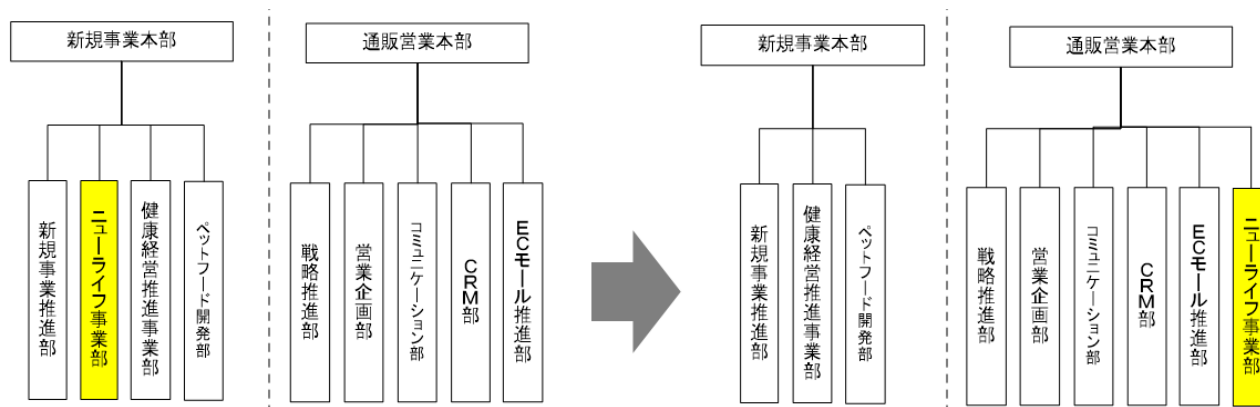 新規事業本部
新規事業推進部
ニューライフ事業部
健康経営推進事業部
ペットフード開発部
通販営業本部
戦略推進部
営業企画部
コミュニケーション部
CRM部
ECモール推進部
新規事業本部
新規事業推進部
健康経営推進事業部
ペットフード開発部
通販営業本部
戦略推進部
営業企画部
コミュニケーション部
CRM部
ECモール推進部
ニューライフ事業部